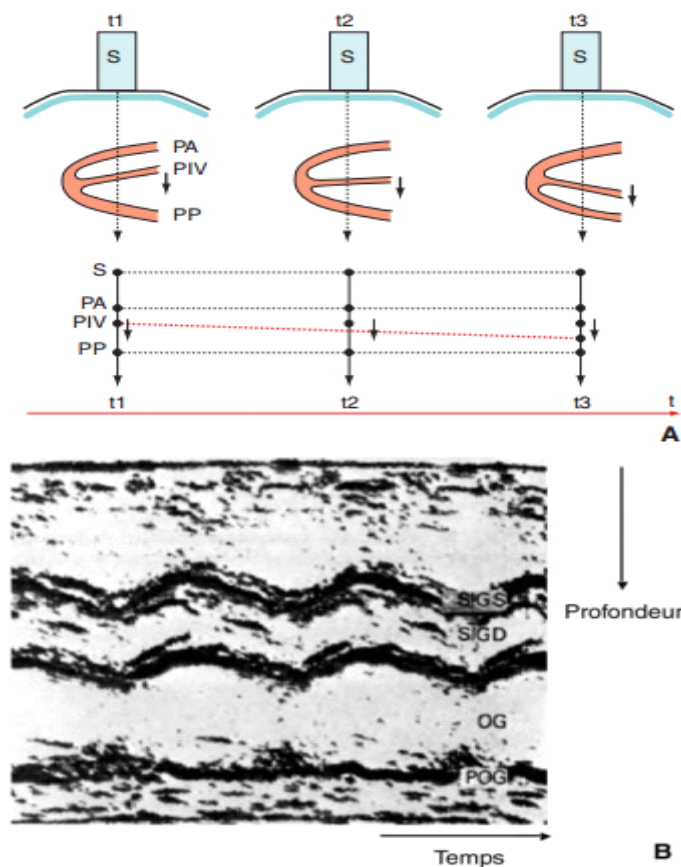 t1 t2 t3
S S S
PA
PIV
PP
S
PA
PIV
PP
t1 t2 t3 t
A
SIGS
Profondeur
SIGD
OG
POG
Temps
B